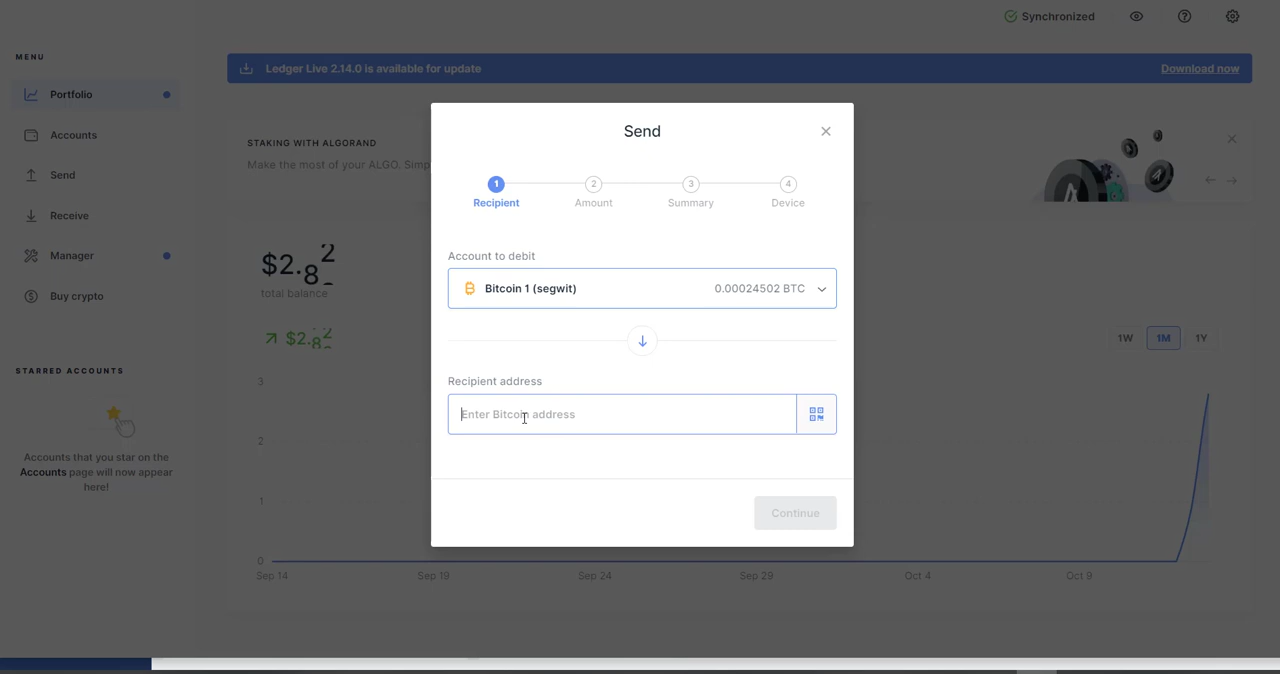 Synchronized
MENU
Ledger Live 2.14.0 is available for update
Download now
Portfolio
Accounts
Send
Receive
Manager
Buy crypto
STARRED ACCOUNTS
Accounts that you star on the
Accounts page will now appear
here!
STAKING WITH ALGORAND
Make the most of your ALGO. Simp
total balance
1W
1M
1Y
3
2
1
0
Sep 14
Sep 19
Sep 24
Sep 29
Oct 4
Oct 9
Send
1
2
3
4
Recipient
Amount
Summary
Device
Account to debit
Bitcoin 1 (segwit)
0.00024502 BTC
Recipient address
Enter Bitcoin address
Continue